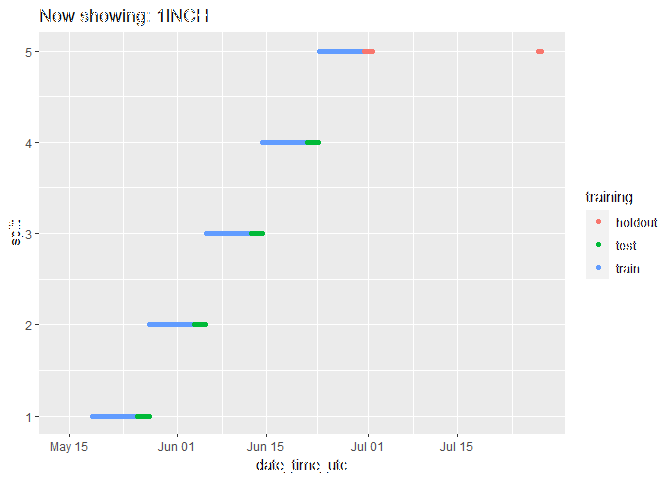 Now showing: 1INCH
5
4
3
2
1
split
May 15
Jun 01
Jun 15
Jul 01
Jul 15
date_time_utc
training
holdout
test
train